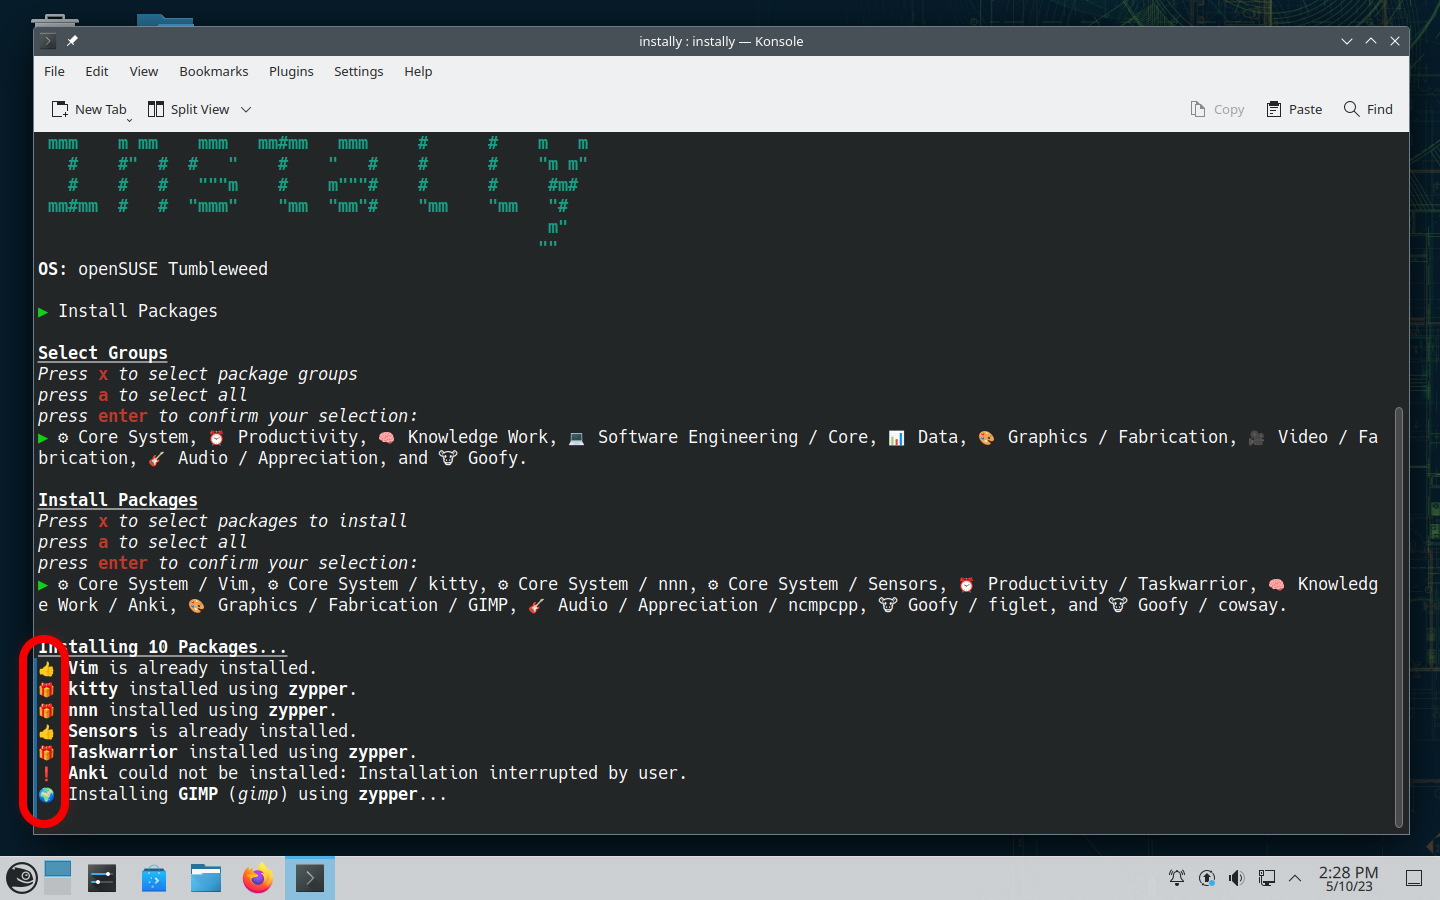 instally : instally — Konsole
File Edit View Bookmarks Plugins Settings Help
New Tab Split View Copy Paste Find
mmm    m mm    mmm   mm#mm   mmm     #      #    m   m
   #    #"  #  #   "    #    "   #    #      #    "m m"
   #    #   #   """m    #    m"""#    #      #     #m#
 mm#mm  #   #  "mmm"    "mm  "mm"#    "mm    "mm   "#
                                                   m"
                                                  ""
OS: openSUSE Tumbleweed
▶ Install Packages
Select Groups
Press x to select package groups
press a to select all
press enter to confirm your selection:
▶ ⚙ Core System, ⏰ Productivity, 🧠 Knowledge Work, 💻 Software Engineering / Core, 📊 Data, 🎨 Graphics / Fabrication, 🎥 Video / Fa
brication, 🎸 Audio / Appreciation, and 🐮 Goofy.
Install Packages
Press x to select packages to install
press a to select all
press enter to confirm your selection:
▶ ⚙ Core System / Vim, ⚙ Core System / kitty, ⚙ Core System / nnn, ⚙ Core System / Sensors, ⏰ Productivity / Taskwarrior, 🧠 Knowledg
e Work / Anki, 🎨 Graphics / Fabrication / GIMP, 🎸 Audio / Appreciation / ncmpcpp, 🐮 Goofy / figlet, and 🐮 Goofy / cowsay.
Installing 10 Packages...
👍 Vim is already installed.
🎁 kitty installed using zypper.
🎁 nnn installed using zypper.
👍 Sensors is already installed.
🎁 Taskwarrior installed using zypper.
❗ Anki could not be installed: Installation interrupted by user.
🌍 Installing GIMP (gimp) using zypper...
2:28 PM
5/10/23